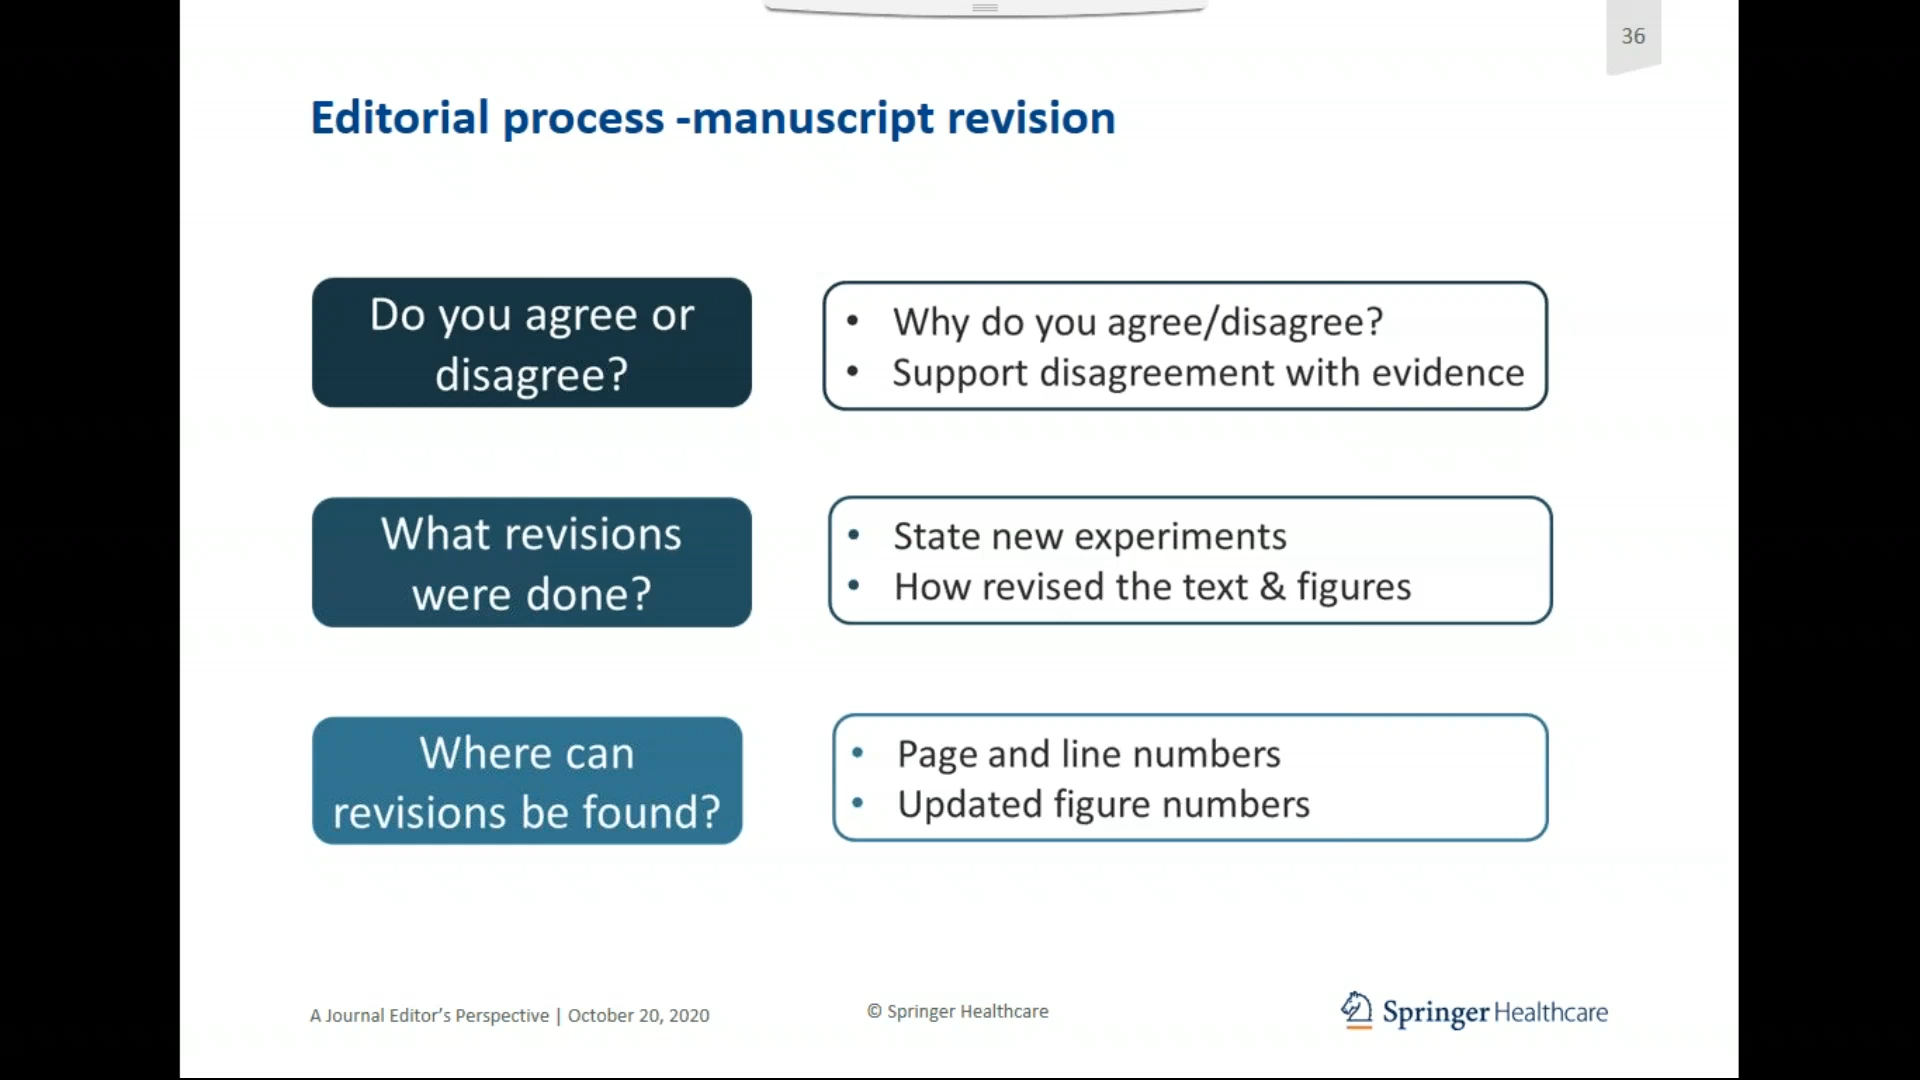 36
Editorial process -manuscript revision
Do you agree or
disagree?
• Why do you agree/disagree?
• Support disagreement with evidence
What revisions
were done?
• State new experiments
• How revised the text & figures
Where can
revisions be found?
• Page and line numbers
• Updated figure numbers
A Journal Editor's Perspective | October 20, 2020
© Springer Healthcare
Springer Healthcare